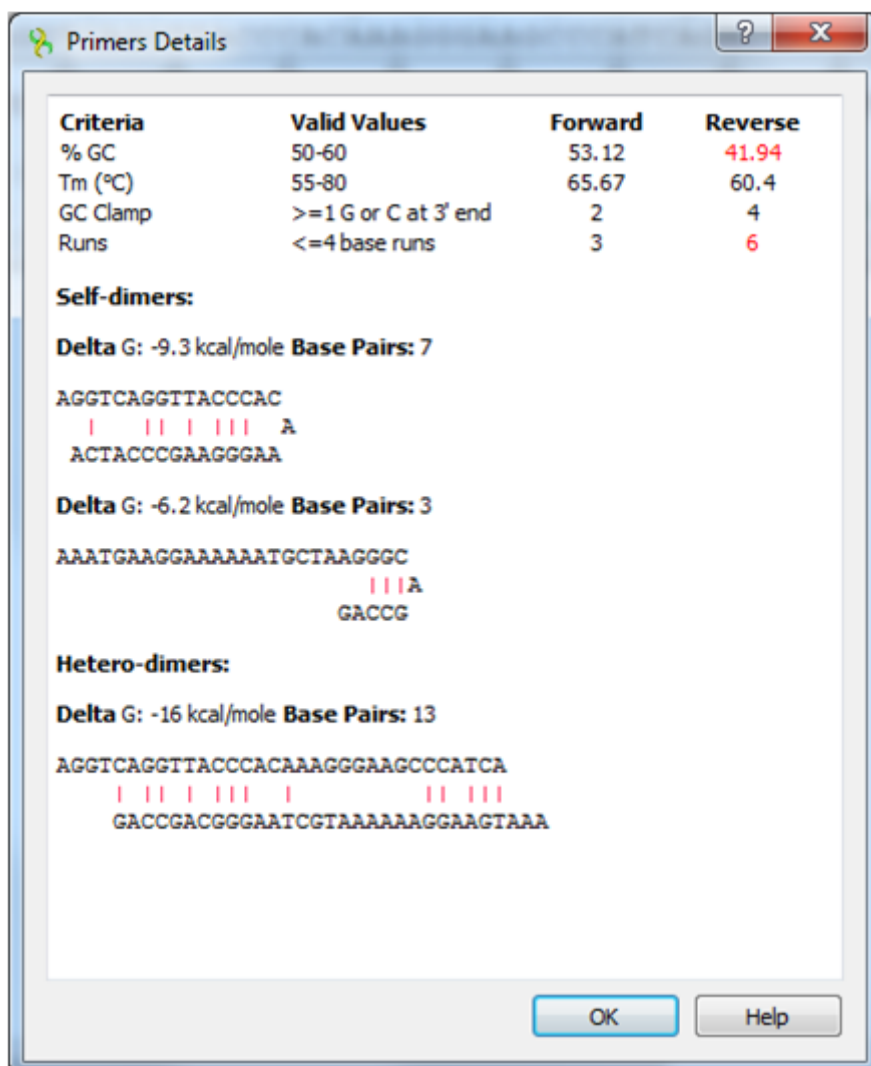 Primers Details
Criteria Valid Values Forward Reverse
% GC 50-60 53.12 41.94
Tm (ºC) 55-80 65.67 60.4
GC Clamp >=1 G or C at 3' end 2 4
Runs <=4 base runs 3 6
Self-dimers:
Delta G: -9.3 kcal/mole Base Pairs: 7
AGGTCAGGTTACCCAC
| || | ||| A
ACTACCCGAAGGGAA
Delta G: -6.2 kcal/mole Base Pairs: 3
AAATGAAGGAAAAAATGCTAAGGGC
|||A
GACCG
Hetero-dimers:
Delta G: -16 kcal/mole Base Pairs: 13
AGGTCAGGTTACCCACAAAGGGAAGCCCATCA
| || | ||| | || |||
GACCGACGGGAATCGTAAAAAAGGAAGTAAA
OK Help